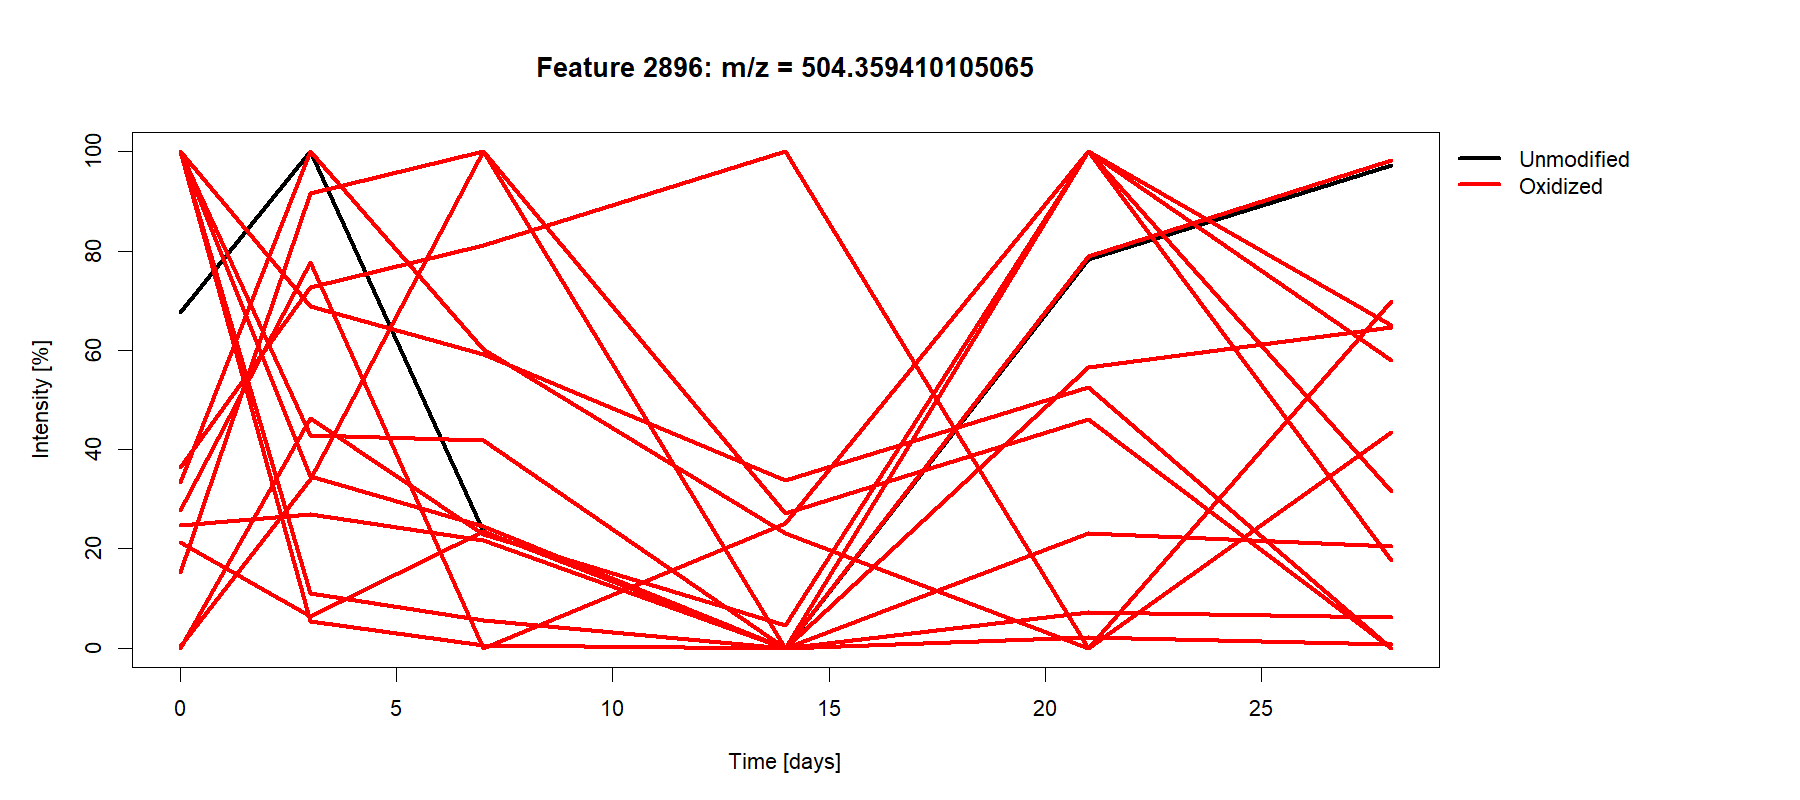 Feature 2896: m/z = 504.359410105065
Unmodified
Oxidized
Intensity [%]
100
80
60
40
20
0
0 5 10 15 20 25
Time [days]